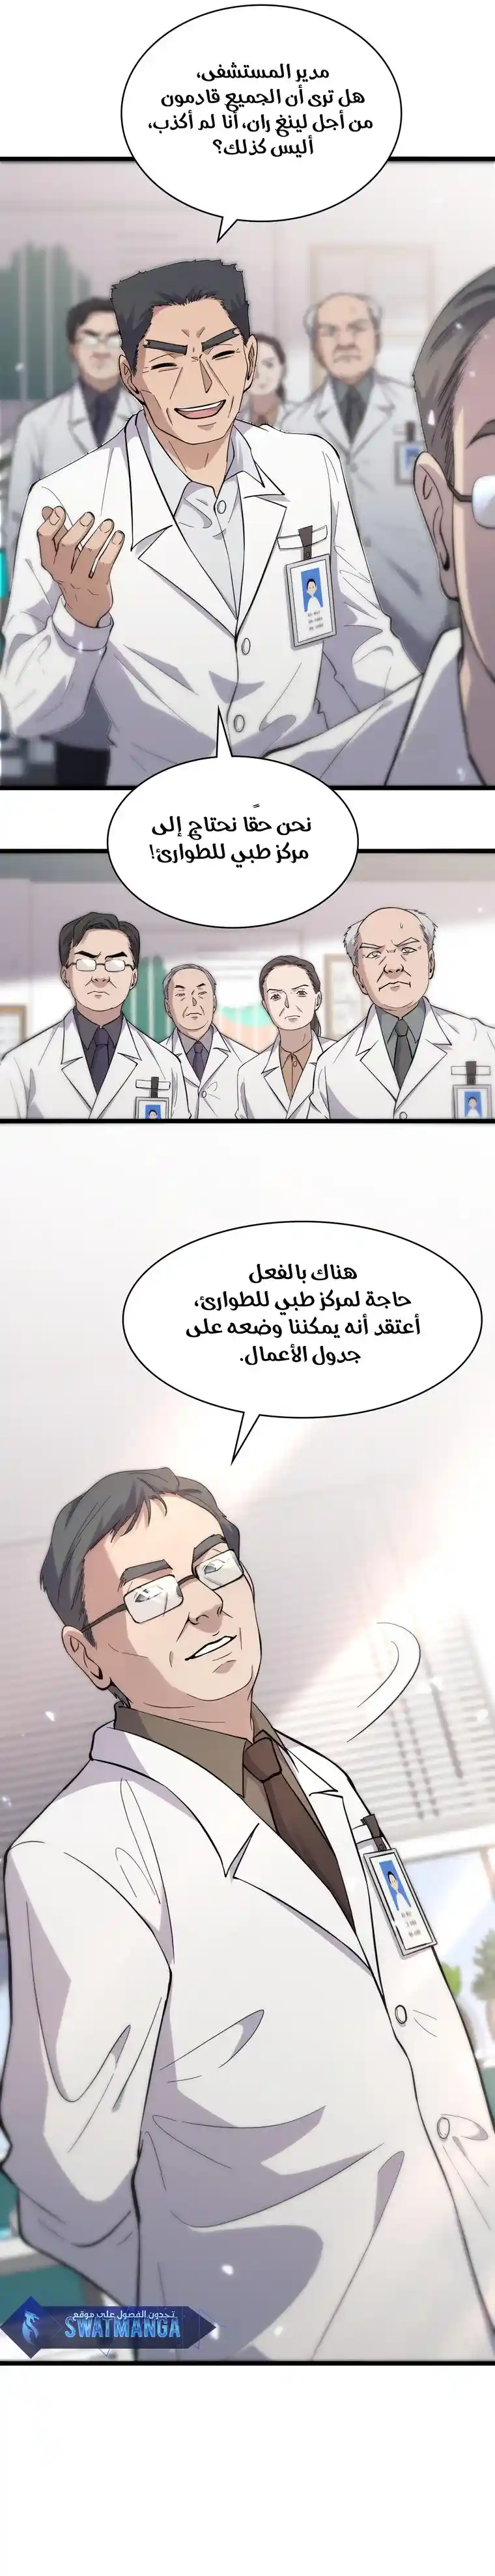 مدير المستشفى،
هل ترى أن الجميع قادمون
من أجل لينغ ران، أنا لم أكذب،
أليس كذلك؟
نحن حقًا نحتاج إلى
مركز طبي للطوارئ!
هناك بالفعل
حاجة لمركز طبي للطوارئ،
أعتقد أنه يمكننا وضعه على
جدول الأعمال.
تجدون الفصول على موقع
SWATMANGA